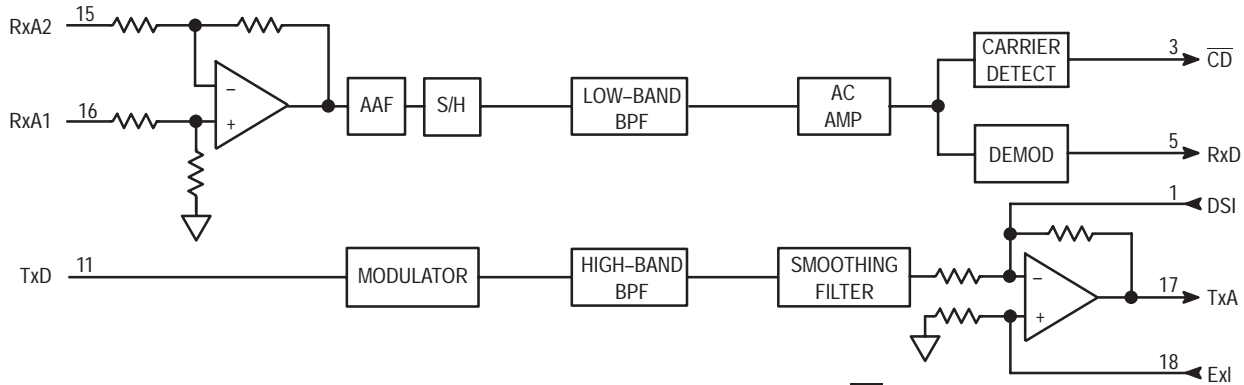 RxA2 15
RxA1 16
–
+
AAF
S/H
LOW–BAND
BPF
AC
AMP
CARRIER
DETECT
3 C̅D̅
DEMOD
5 RxD
1 DSI
TxD 11
MODULATOR
HIGH–BAND
BPF
SMOOTHING
FILTER
–
+
17 TxA
18 ExI